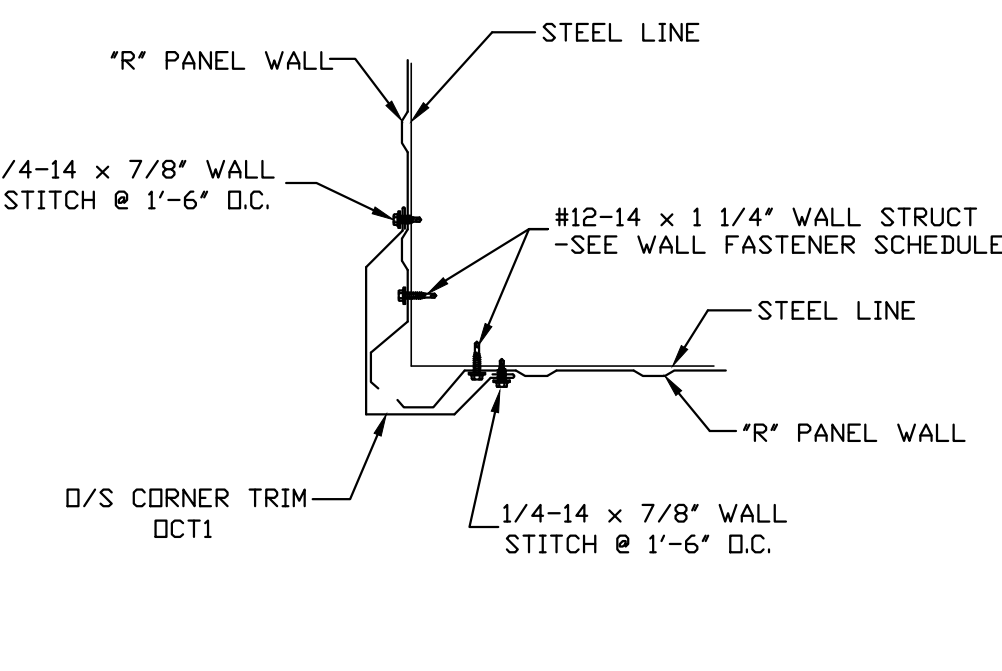 STEEL LINE
"R" PANEL WALL
/4-14 x 7/8" WALL
STITCH @ 1'-6" O.C.
#12-14 x 1 1/4" WALL STRUCT
-SEE WALL FASTENER SCHEDULE
STEEL LINE
"R" PANEL WALL
O/S CORNER TRIM
OCT1
1/4-14 x 7/8" WALL
STITCH @ 1'-6" O.C.